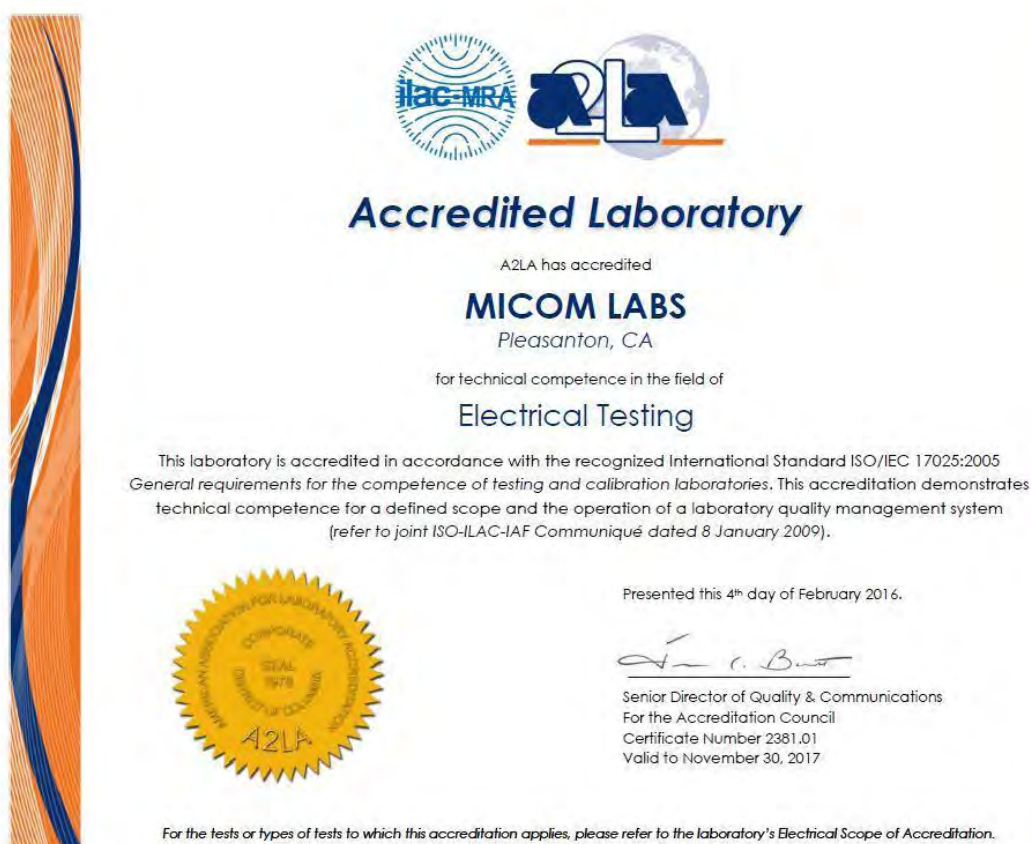 ilac-MRA
A2LA
Accredited Laboratory
A2LA has accredited
MICOM LABS
Pleasanton, CA
for technical competence in the field of
Electrical Testing
This laboratory is accredited in accordance with the recognized International Standard ISO/IEC 17025:2005
General requirements for the competence of testing and calibration laboratories. This accreditation demonstrates
technical competence for a defined scope and the operation of a laboratory quality management system
(refer to joint ISO-ILAC-IAF Communiqué dated 8 January 2009).
AMERICAN ASSOCIATION FOR LABORATORY ACCREDITATION
CORPORATE
SEAL
1978
DISTRICT OF COLUMBIA
A2LA
Presented this 4th day of February 2016.
Senior Director of Quality & Communications
For the Accreditation Council
Certificate Number 2381.01
Valid to November 30, 2017
For the tests or types of tests to which this accreditation applies, please refer to the laboratory's Electrical Scope of Accreditation.